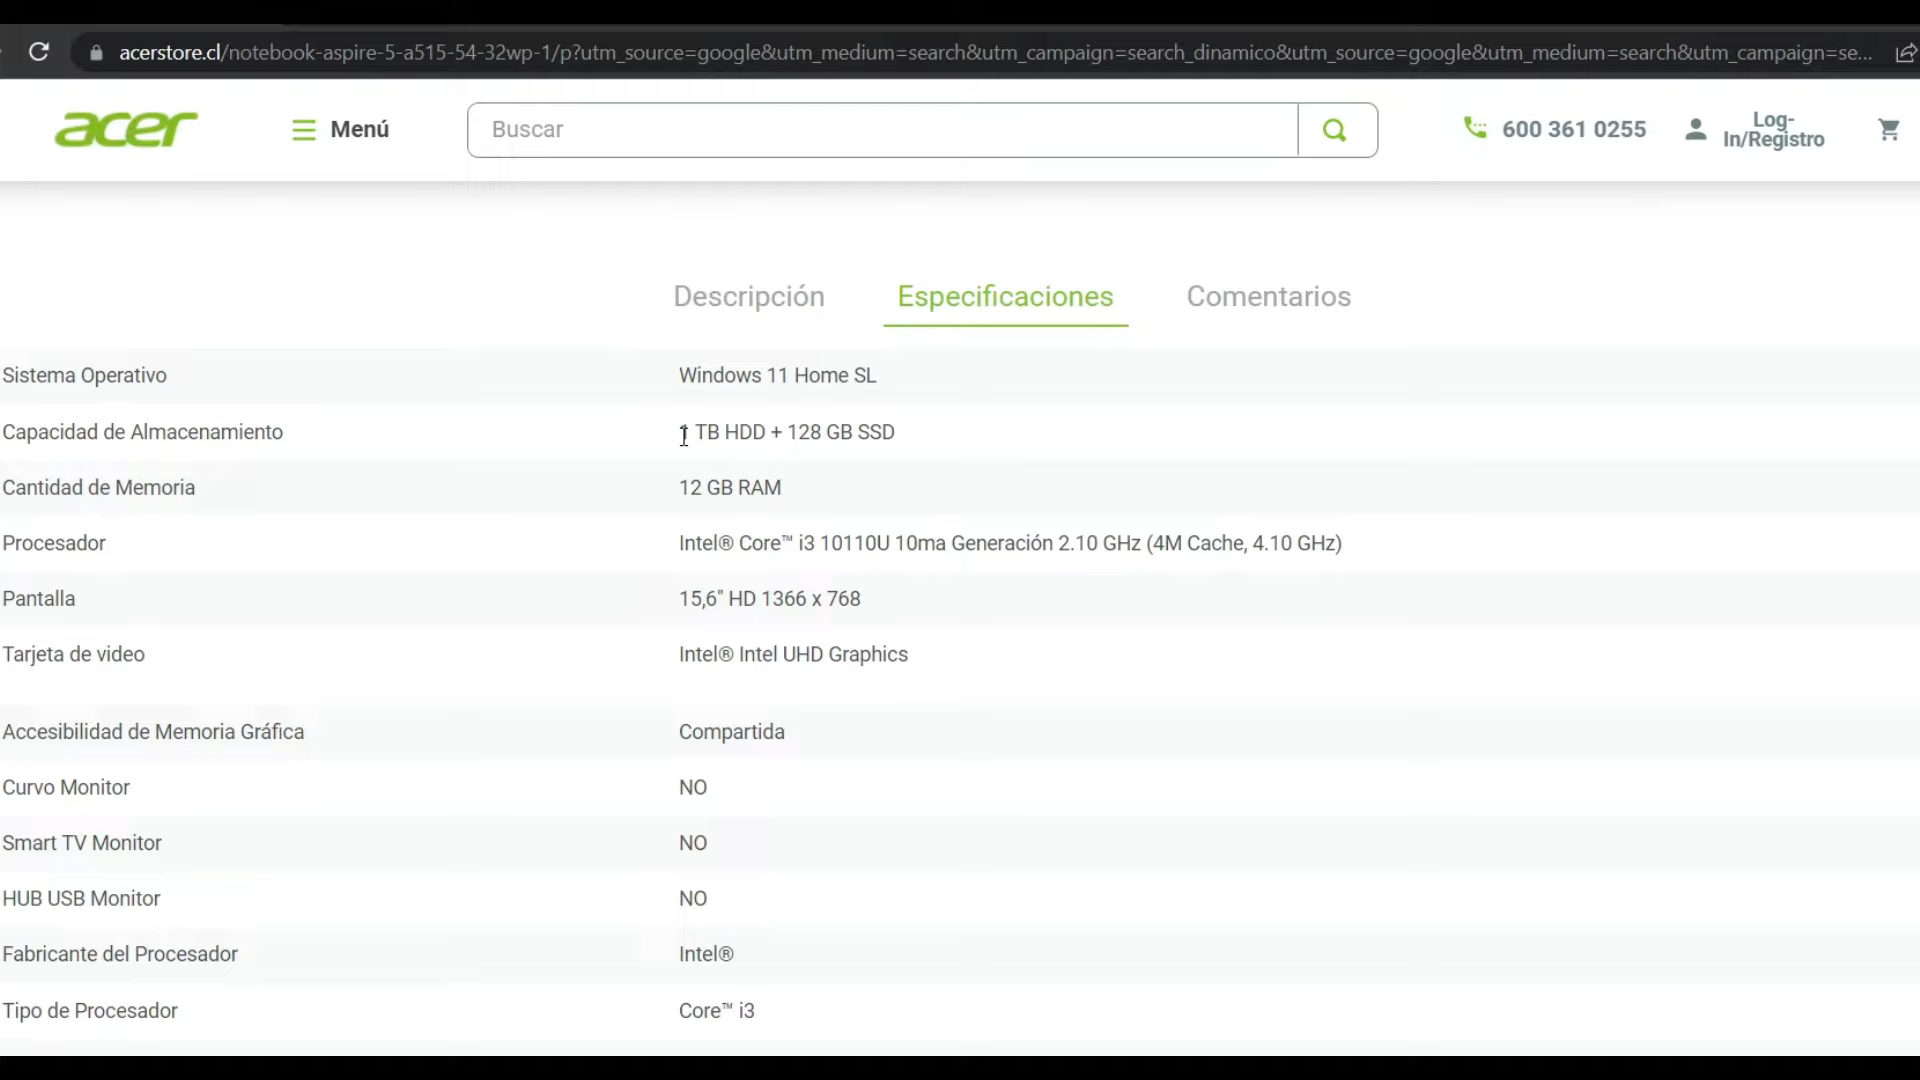 acerstore.cl/notebook-aspire-5-a515-54-32wp-1/p?utm_source=google&utm_medium=search&utm_campaign=search_dinamico&utm_source=google&utm_medium=search&utm_campaign=se...
acer
Menú
Buscar
600 361 0255
Log-
In/Registro
Descripción
Especificaciones
Comentarios
Sistema Operativo Windows 11 Home SL
Capacidad de Almacenamiento 1 TB HDD + 128 GB SSD
Cantidad de Memoria 12 GB RAM
Procesador Intel® Core™ i3 10110U 10ma Generación 2.10 GHz (4M Cache, 4.10 GHz)
Pantalla 15,6" HD 1366 x 768
Tarjeta de video Intel® Intel UHD Graphics
Accesibilidad de Memoria Gráfica Compartida
Curvo Monitor NO
Smart TV Monitor NO
HUB USB Monitor NO
Fabricante del Procesador Intel®
Tipo de Procesador Core™ i3